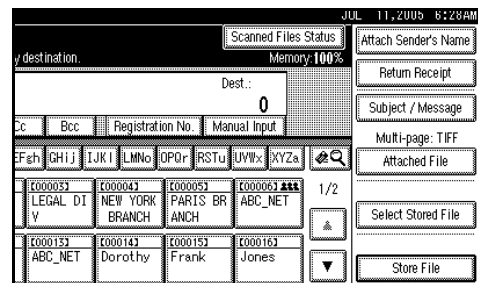 JUL 11,2005 6:28AM
Scanned Files Status
Attach Sender's Name
y destination.
Memory:100%
Return Receipt
Dest.:
0
Subject / Message
Cc Bcc Registration No. Manual Input
Multi-page: TIFF
EFgh GHij IJKl LMNo OPQr RSTu UVWx XYZa
Attached File
[00003] [00004] [00005] [00006] 1/2
LEGAL DI NEW YORK PARIS BR ABC_NET
V BRANCH ANCH
Select Stored File
[00013] [00014] [00015] [00016]
ABC_NET Dorothy Frank Jones
Store File